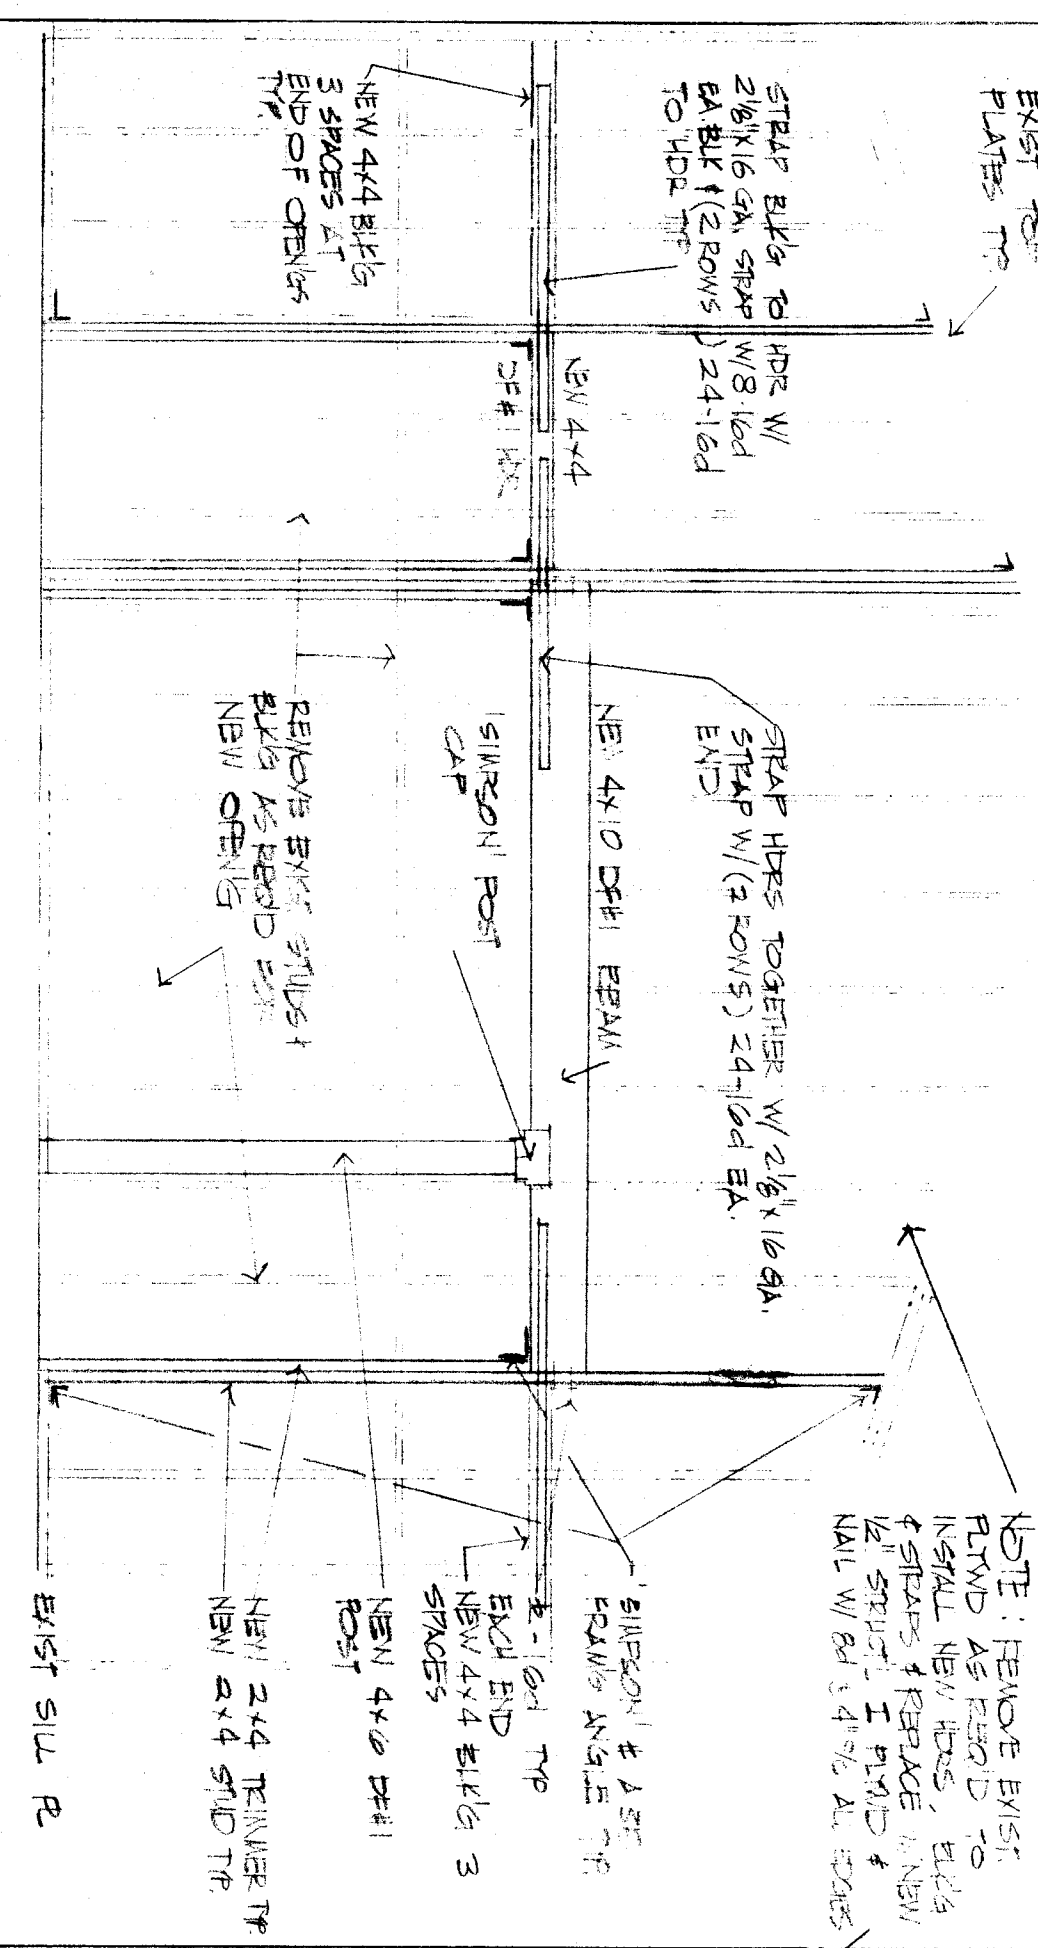 EXIST TOP
PLATES TYP.
STRAP BLK'G TO HDR W/
2 1/8" X 16 GA. STRAP W/ 8-16d
EA. BLK & (2 ROWS) 24-16d
TO HDR TYP
NEW 4x4 BLK'G
3 SPACES AT
END OF OPEN'GS
TYP.
NEW 4x4
DF#1 HDR
STRAP HDRS TOGETHER W/ 2 1/8" x 16 GA.
STRAP W/ (2 ROWS) 24-16d EA.
END
NEW 4x10 DF#1 BEAM
'SIMPSON' POST
CAP
REMOVE EXIST STUDS &
BLK'G AS REQ'D FOR
NEW OPEN'G
NOTE: REMOVE EXIST.
PLYWD AS REQ'D TO
INSTALL NEW HDRS, BLK'G
& STRAPS & REPLACE W/ NEW
1/2" STRUCT. I PLYWD &
NAIL W/ 8d 4" O/C AL EDGES
'SIMPSON' # A 35F
FRAM'G ANGLE TYP.
2-16d TYP
EACH END
NEW 4x4 BLK'G 3
SPACES
NEW 4x6 DF#1
POST
NEW 2x4 TRIMMER TYP.
NEW 2x4 STUD TYP.
EXIST SILL PL